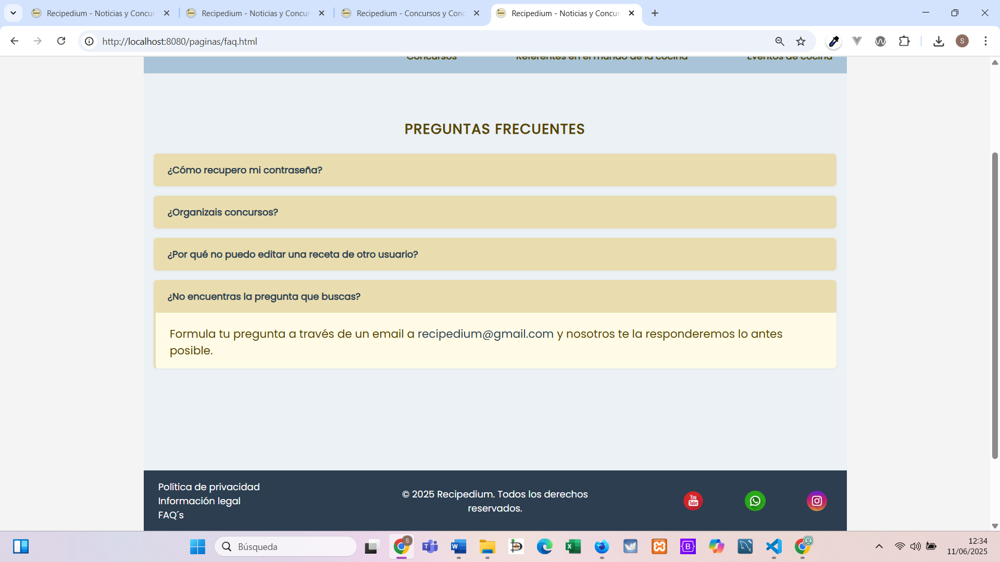 Recipedium - Noticias y Concur
Recipedium - Noticias y Concur
Recipedium - Concursos y Conc
Recipedium - Noticias y Concur
http://localhost:8080/paginas/faq.html
S
Concursos
Referentes en el mundo de la cocina
Eventos de cocina
PREGUNTAS FRECUENTES
¿Cómo recupero mi contraseña?
¿Organizais concursos?
¿Por qué no puedo editar una receta de otro usuario?
¿No encuentras la pregunta que buscas?
Formula tu pregunta a través de un email a recipedium@gmail.com y nosotros te la responderemos lo antes
posible.
Política de privacidad
Información legal
FAQ´s
© 2025 Recipedium. Todos los derechos
reservados.
You
Tube
Búsqueda
S
12:34
11/06/2025